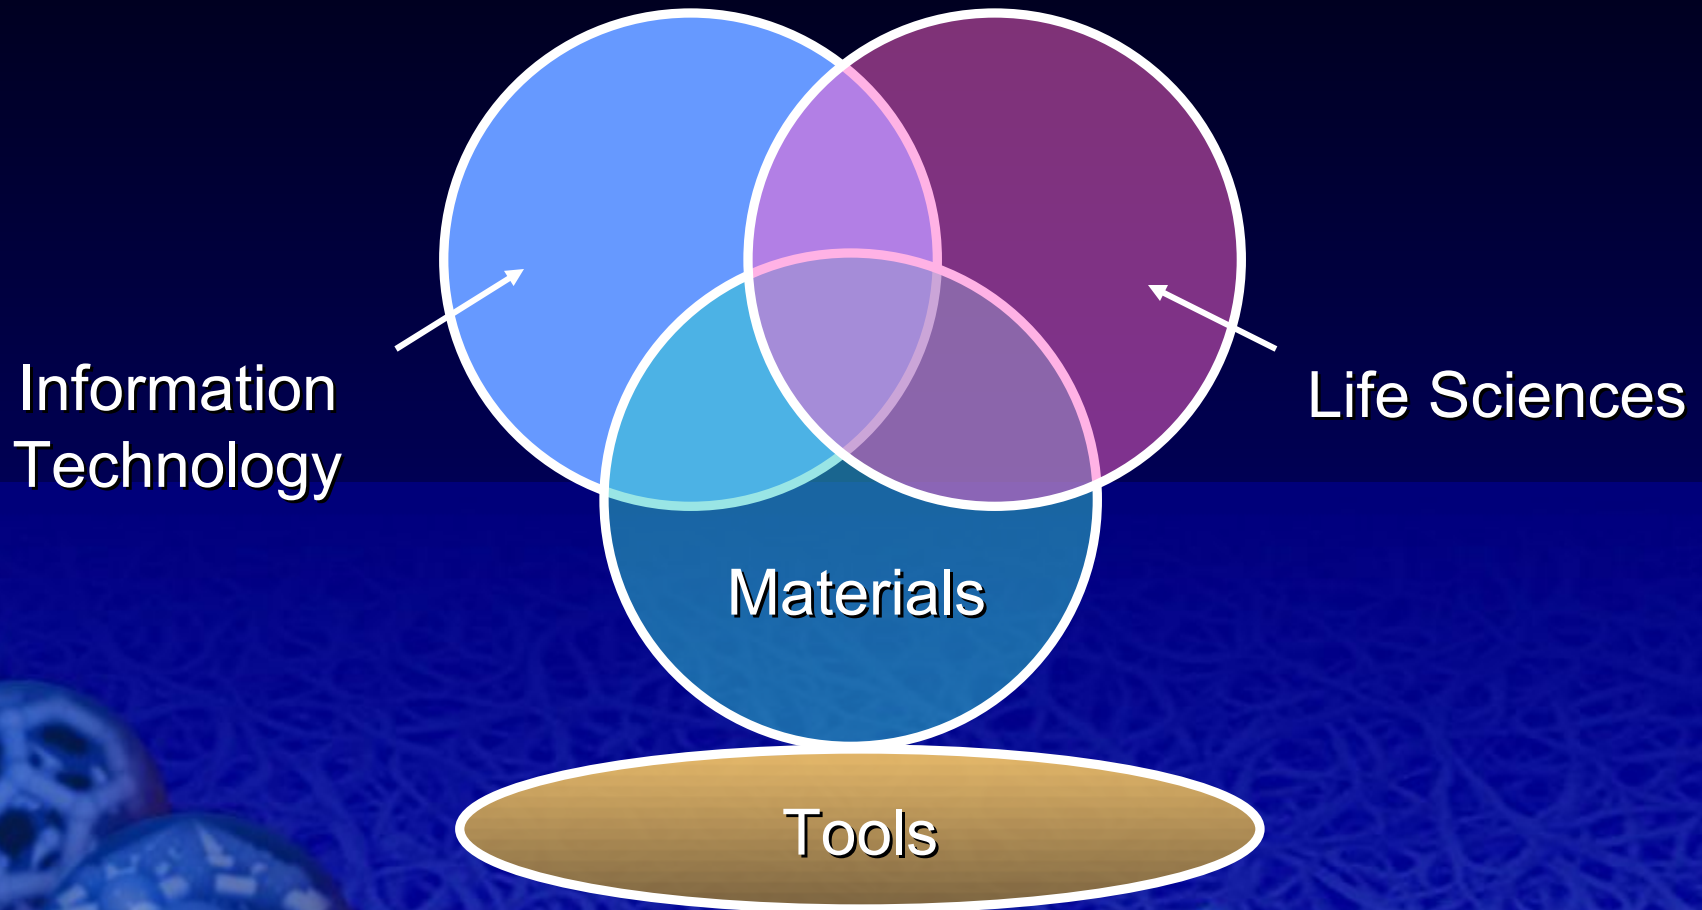 Information
Technology
Life Sciences
Materials
Tools